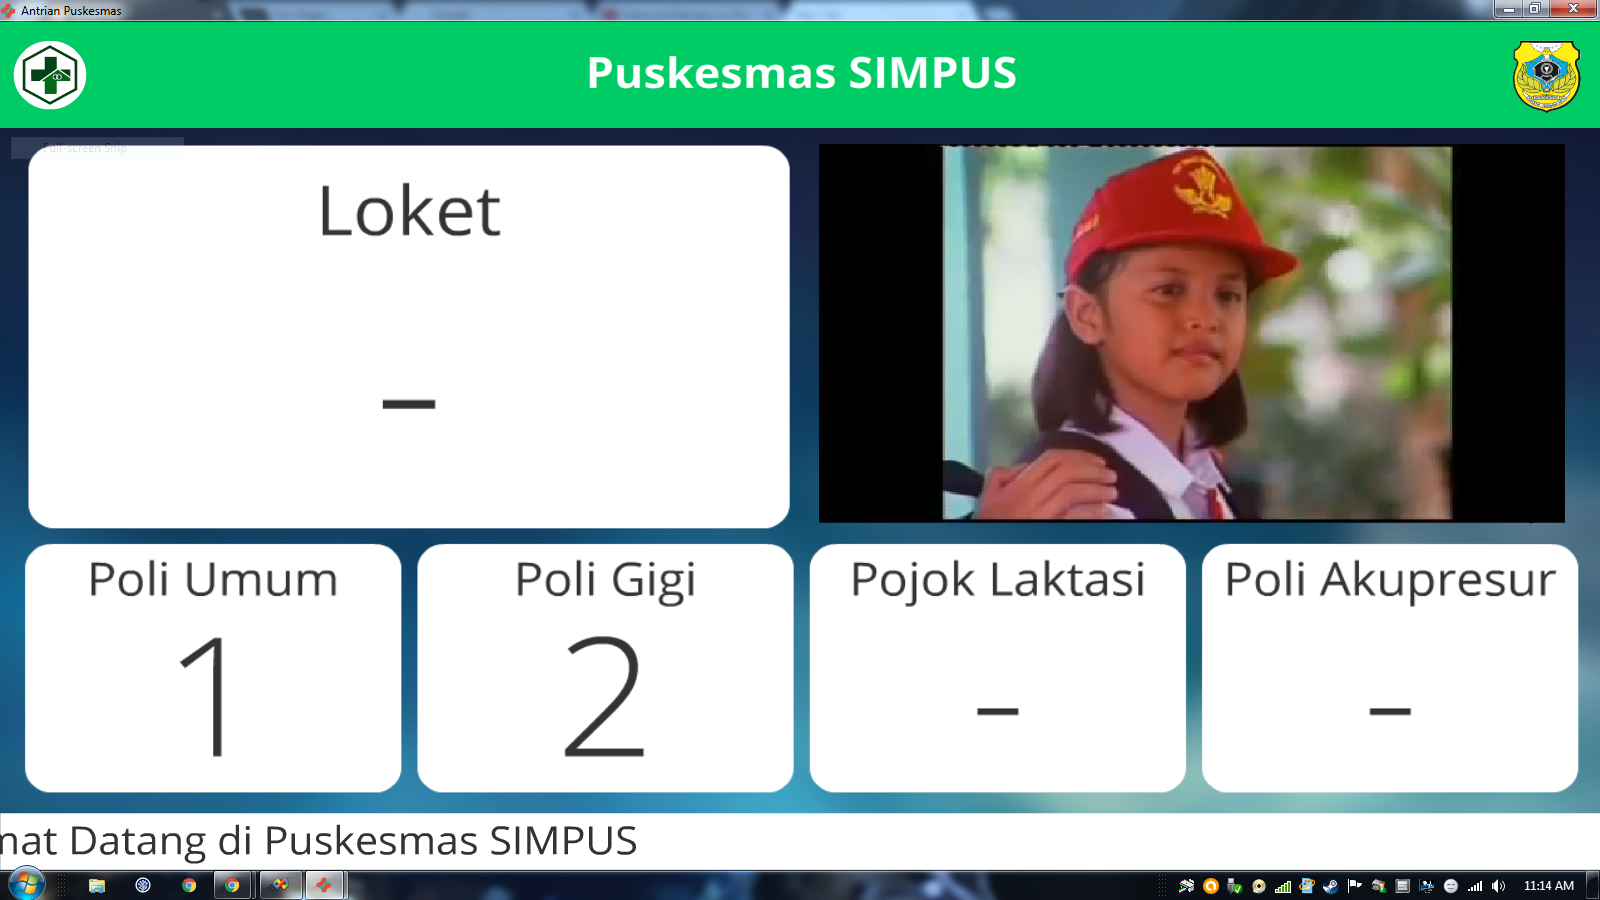 Antrian Puskesmas
Puskesmas SIMPUS
Full-screen Snip
Loket
-
Poli Umum
1
Poli Gigi
2
Pojok Laktasi
-
Poli Akupresur
-
mat Datang di Puskesmas SIMPUS
11:14 AM